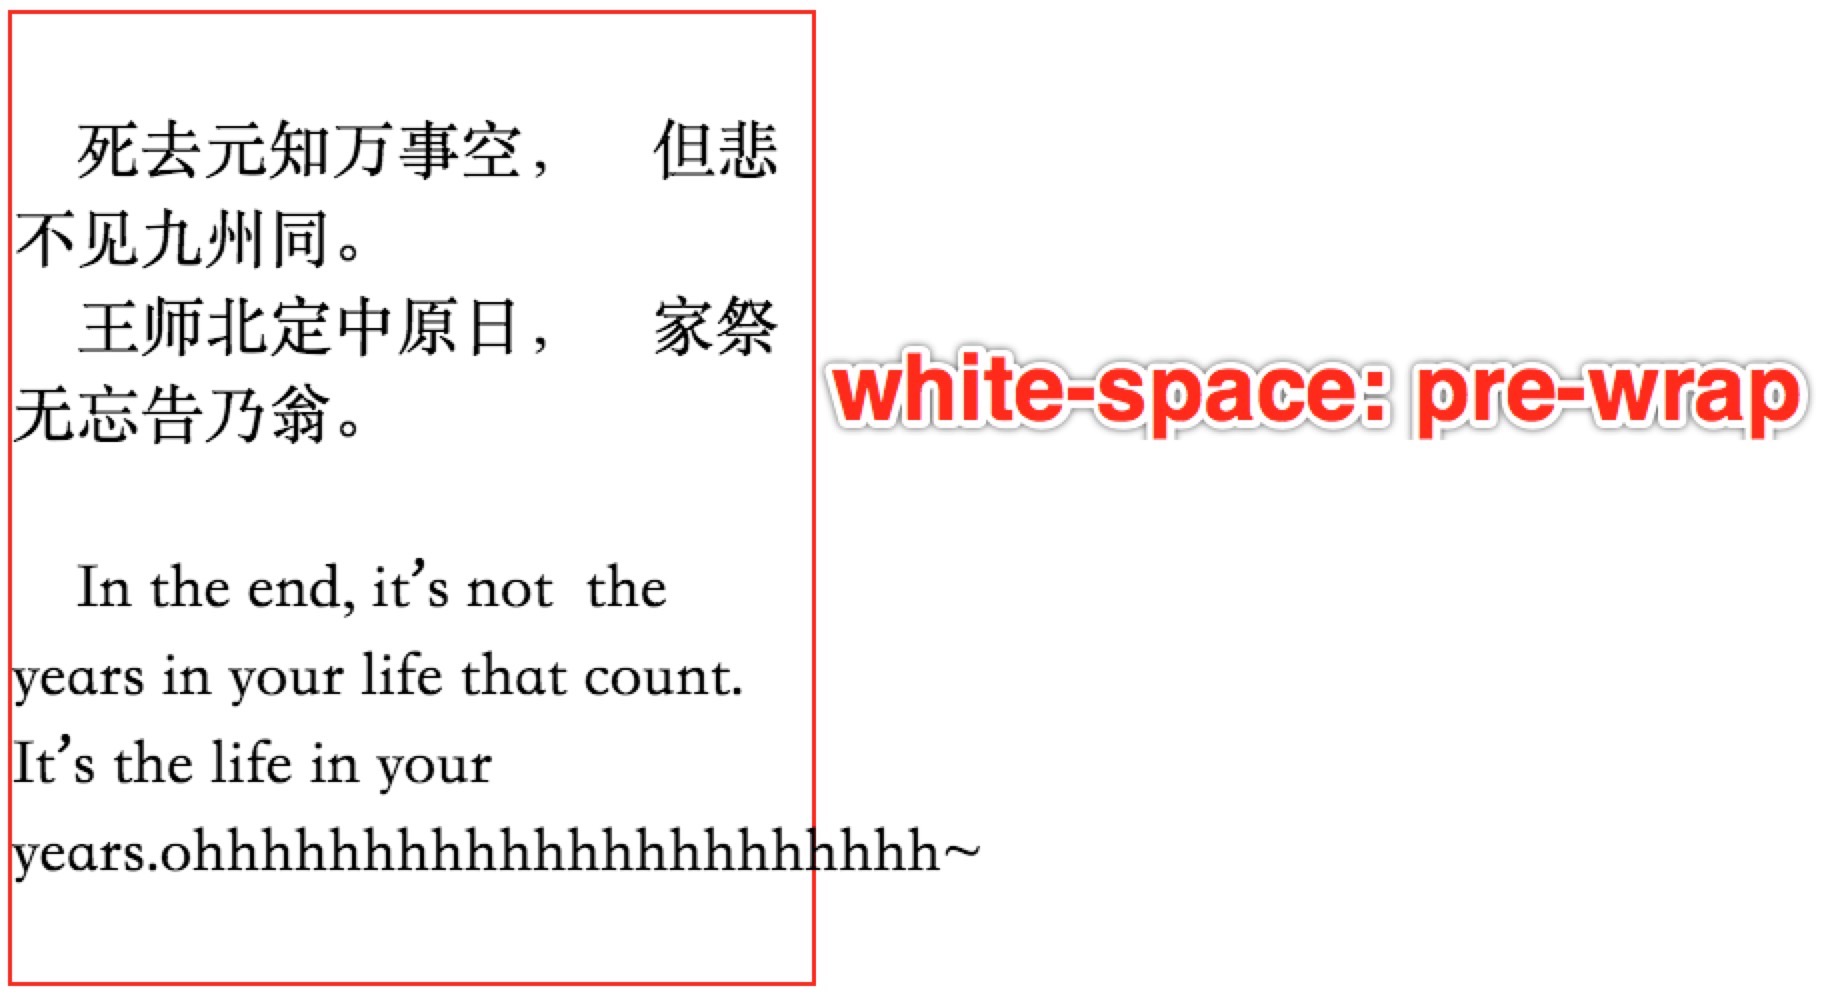 死去元知万事空，　但悲
不见九州同。
王师北定中原日，　家祭
无忘告乃翁。
In the end, it’s not  the
years in your life that count.
It’s the life in your
years.ohhhhhhhhhhhhhhhhhhhhhh~
white-space: pre-wrap